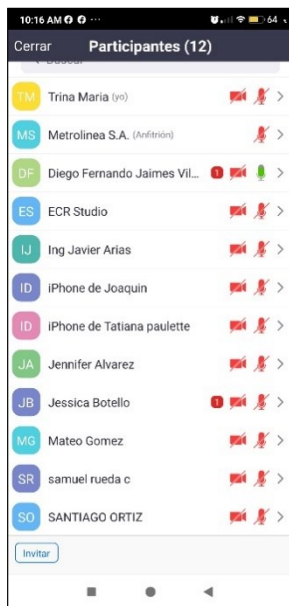 10:16 AM 64
Cerrar Participantes (12)
Buscar
TM Trina Maria (yo)
MS Metrolinea S.A. (Anfitrión)
DF Diego Fernando Jaimes Vil... 1
ES ECR Studio
IJ Ing Javier Arias
ID iPhone de Joaquin
ID iPhone de Tatiana paulette
JA Jennifer Alvarez
JB Jessica Botello 1
MG Mateo Gomez
SR samuel rueda c
SO SANTIAGO ORTIZ
Invitar